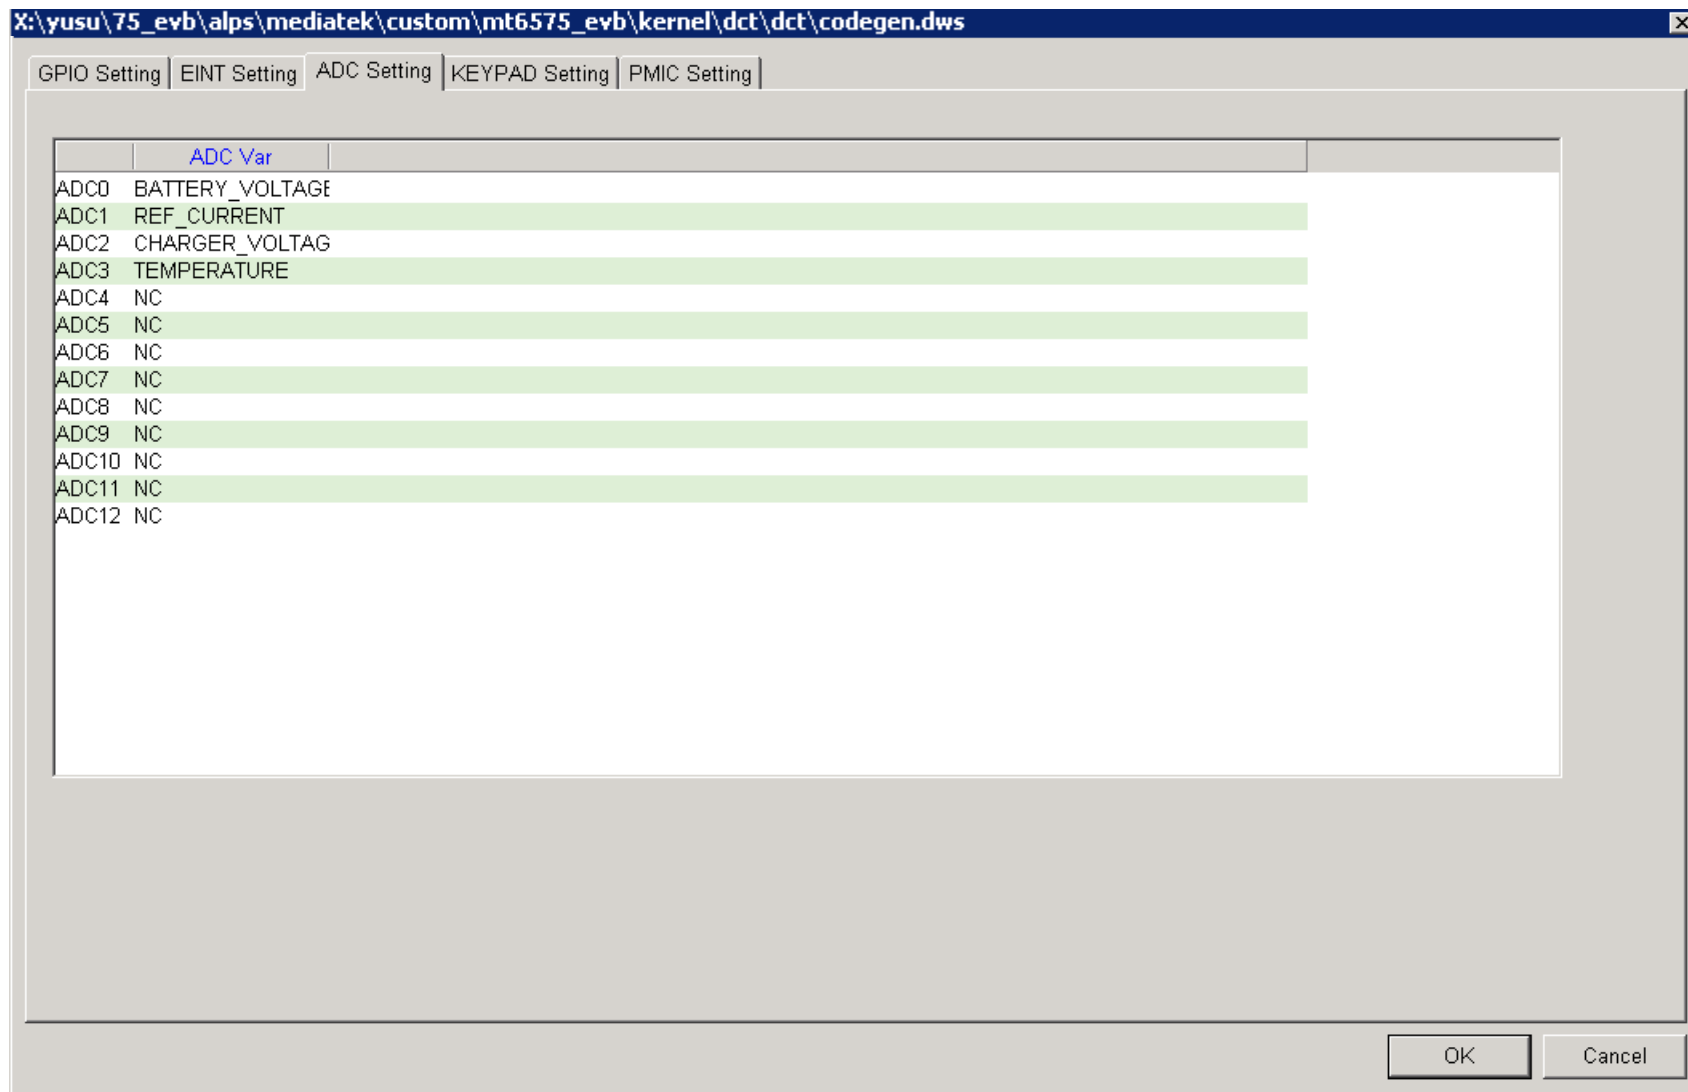 X:\yusu\75_evb\alps\mediatek\custom\mt6575_evb\kernel\dct\dct\codegen.dws
GPIO Setting EINT Setting ADC Setting KEYPAD Setting PMIC Setting
ADC Var
ADC0 BATTERY_VOLTAGE
ADC1 REF_CURRENT
ADC2 CHARGER_VOLTAG
ADC3 TEMPERATURE
ADC4 NC
ADC5 NC
ADC6 NC
ADC7 NC
ADC8 NC
ADC9 NC
ADC10 NC
ADC11 NC
ADC12 NC
OK Cancel